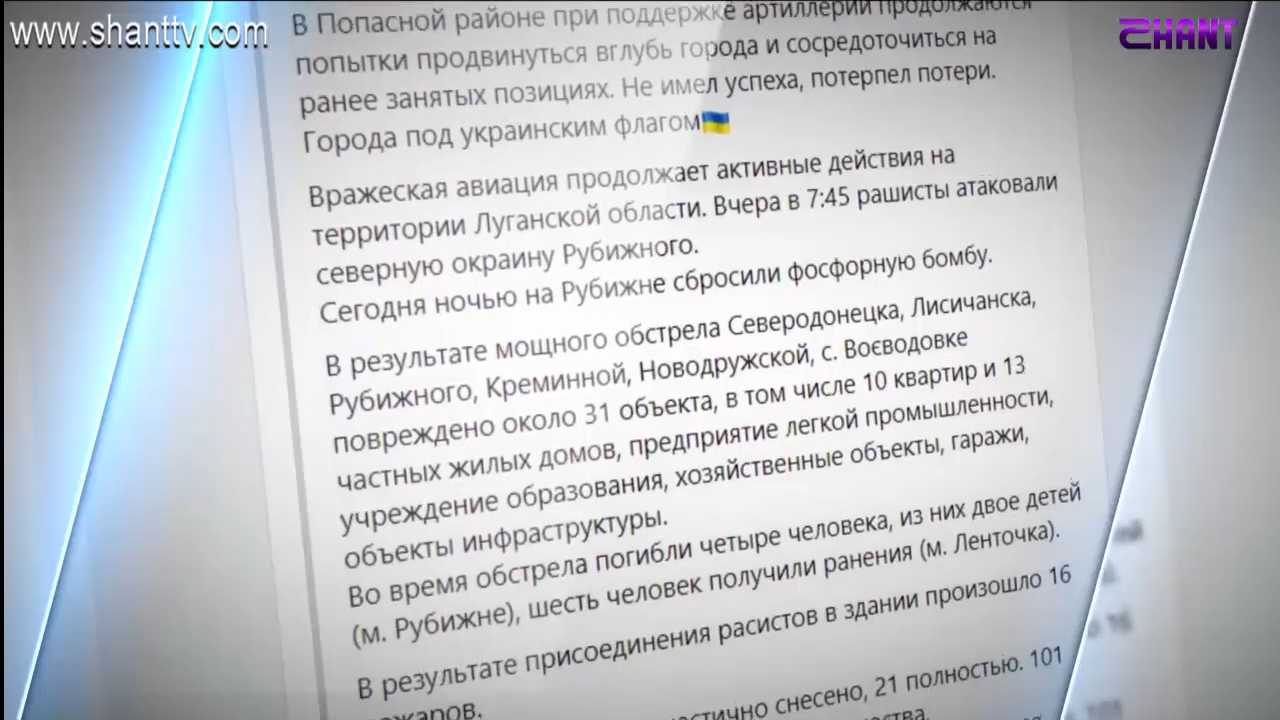 www.shanttv.com
SHANT
В Попасной районе при поддержке артиллерии продолжаются
попытки продвинуться вглубь города и сосредоточиться на
ранее занятых позициях. Не имел успеха, потерпел потери.
Города под украинским флагом🇺🇦
Вражеская авиация продолжает активные действия на
территории Луганской области. Вчера в 7:45 рашисты атаковали
северную окраину Рубижного.
Сегодня ночью на Рубижне сбросили фосфорную бомбу.
В результате мощного обстрела Северодонецка, Лисичанска,
Рубижного, Креминной, Новодружской, с. Воєводовке
повреждено около 31 объекта, в том числе 10 квартир и 13
частных жилых домов, предприятие легкой промышленности,
учреждение образования, хозяйственные объекты, гаражи,
объекты инфраструктуры.
Во время обстрела погибли четыре человека, из них двое детей
(м. Рубижне), шесть человек получили ранения (м. Ленточка).
В результате присоединения расистов в здании произошло 16
снесено, 21 полностью. 101